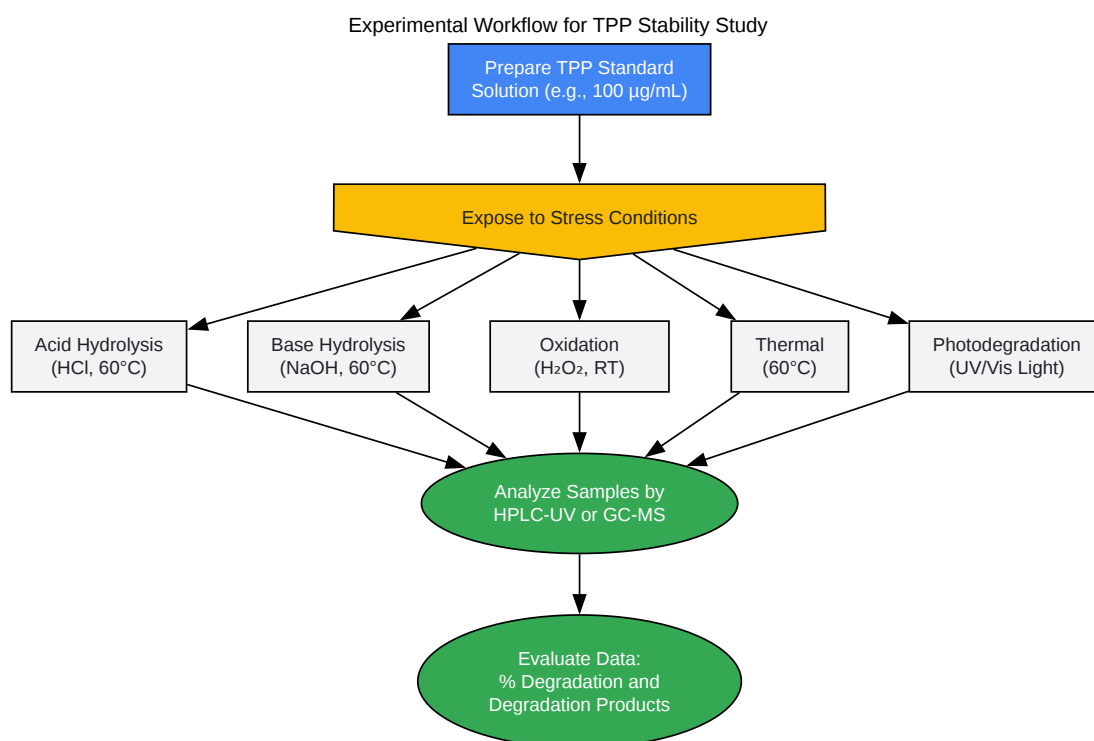 Experimental Workflow for TPP Stability Study
Prepare TPP Standard
Solution (e.g., 100 µg/mL)
Expose to Stress Conditions
Acid Hydrolysis
(HCl, 60°C)
Base Hydrolysis
(NaOH, 60°C)
Oxidation
(H₂O₂, RT)
Thermal
(60°C)
Photodegradation
(UV/Vis Light)
Analyze Samples by
HPLC-UV or GC-MS
Evaluate Data:
% Degradation and
Degradation Products